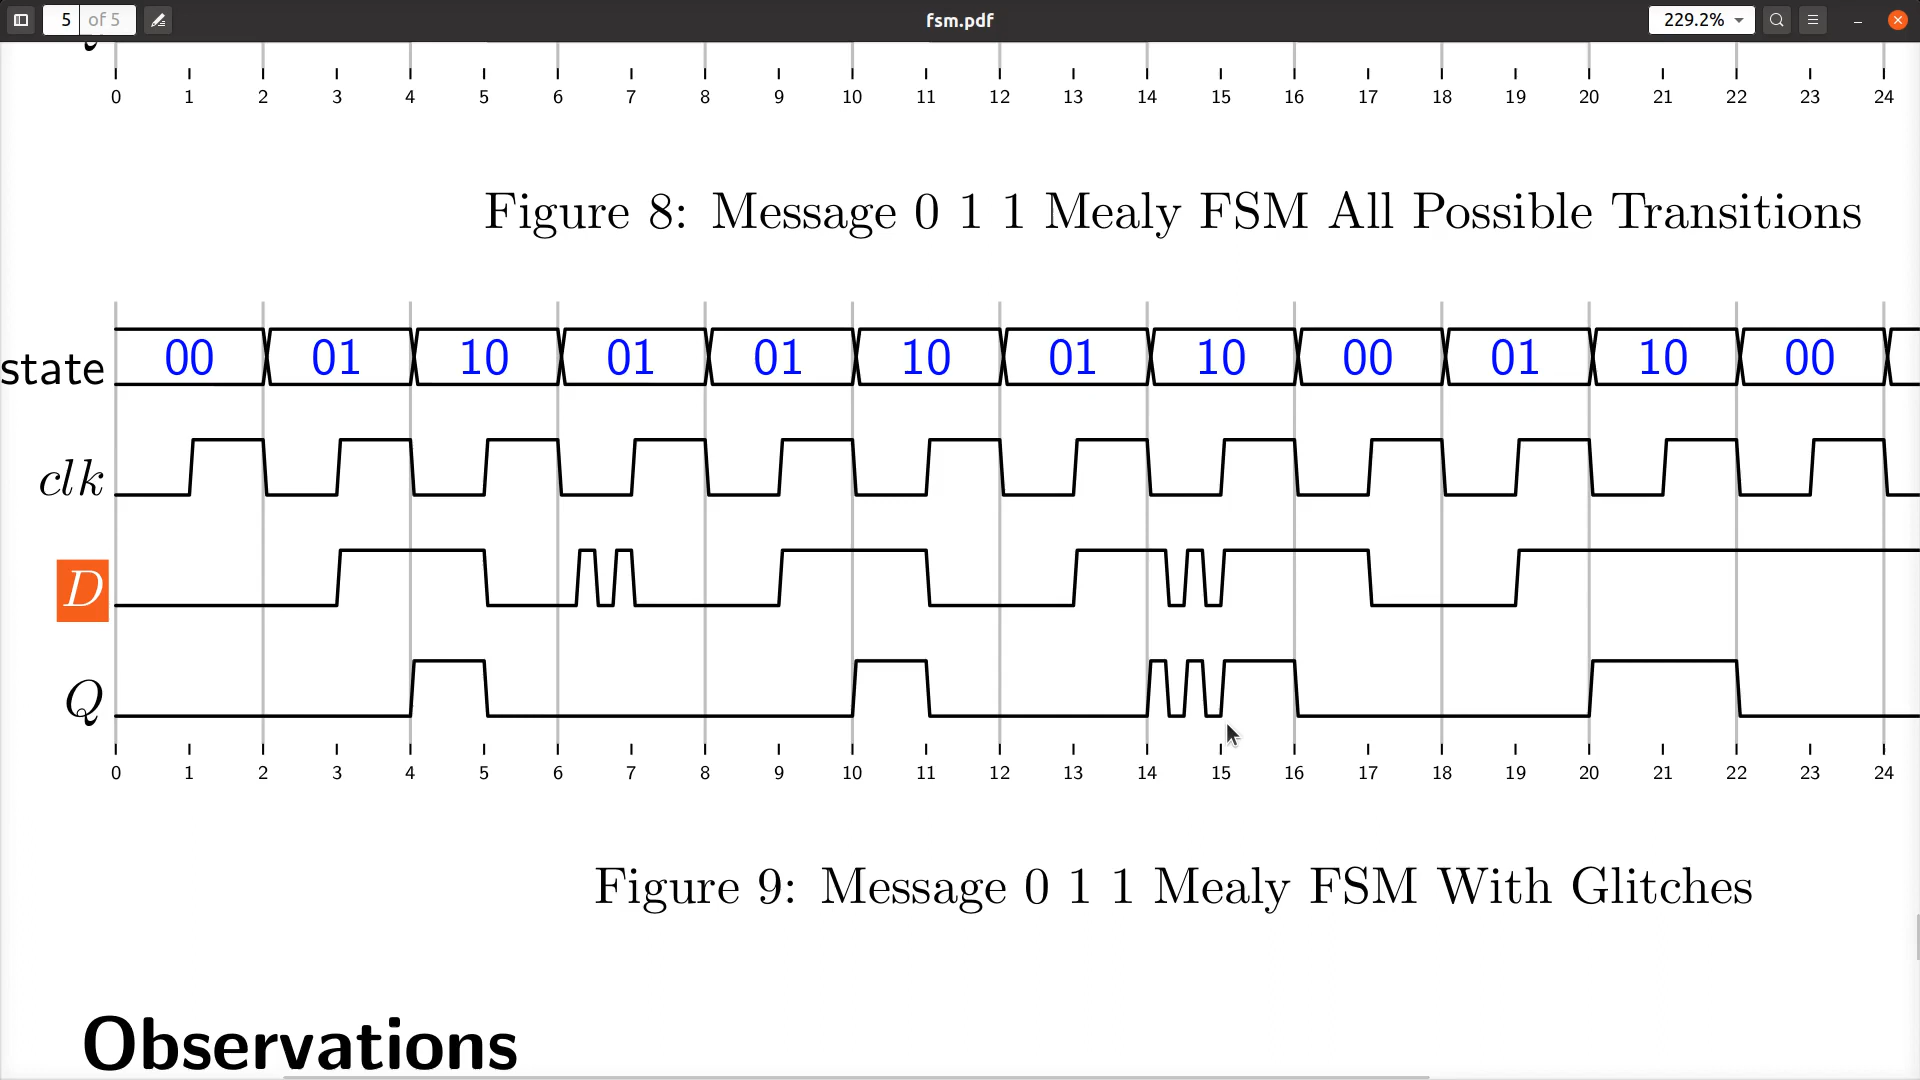 5 of 5 fsm.pdf 229.2%
0 1 2 3 4 5 6 7 8 9 10 11 12 13 14 15 16 17 18 19 20 21 22 23 24
Figure 8: Message 0 1 1 Mealy FSM All Possible Transitions
state 00 01 10 01 01 10 01 10 00 01 10 00
clk
D
Q
0 1 2 3 4 5 6 7 8 9 10 11 12 13 14 15 16 17 18 19 20 21 22 23 24
Figure 9: Message 0 1 1 Mealy FSM With Glitches
Observations